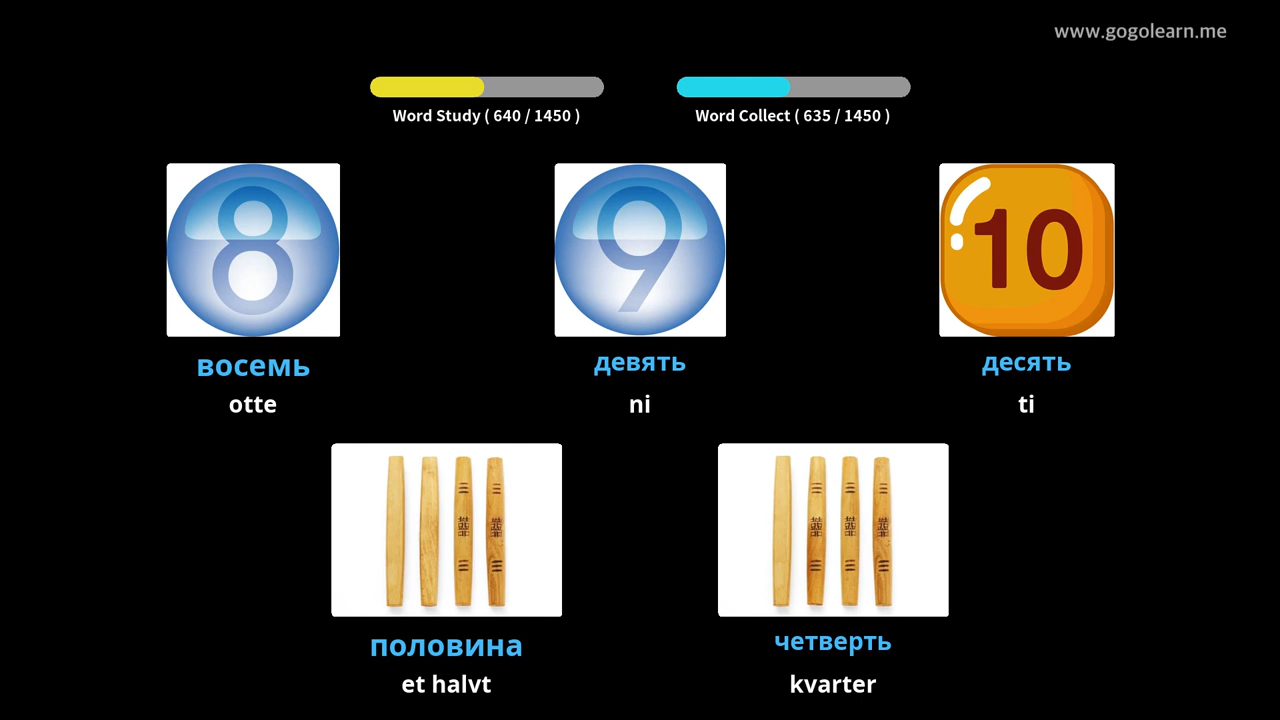 www.gogolearn.me
Word Study ( 640 / 1450 )
Word Collect ( 635 / 1450 )
8
9
10
восемь
девять
десять
otte
ni
ti
половина
четверть
et halvt
kvarter